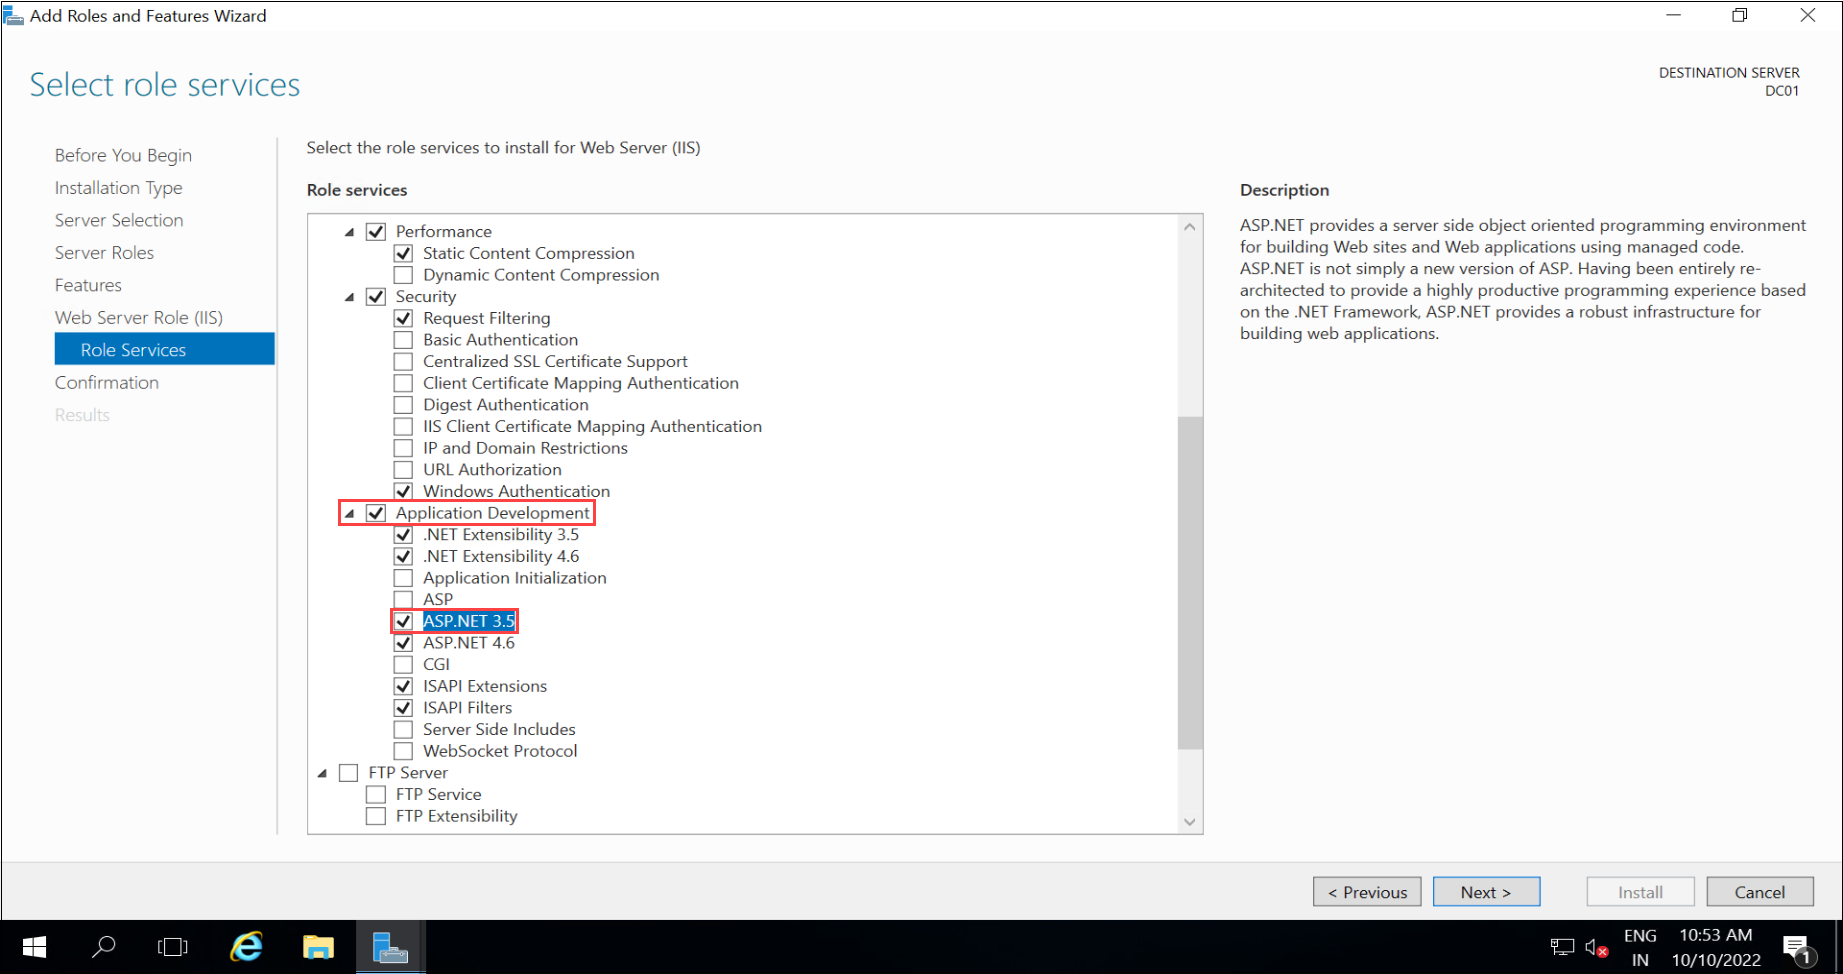 Add Roles and Features Wizard
Select role services
DESTINATION SERVER
DC01
Before You Begin
Installation Type
Server Selection
Server Roles
Features
Web Server Role (IIS)
Role Services
Confirmation
Results
Select the role services to install for Web Server (IIS)
Role services
Performance
Static Content Compression
Dynamic Content Compression
Security
Request Filtering
Basic Authentication
Centralized SSL Certificate Support
Client Certificate Mapping Authentication
Digest Authentication
IIS Client Certificate Mapping Authentication
IP and Domain Restrictions
URL Authorization
Windows Authentication
Application Development
.NET Extensibility 3.5
.NET Extensibility 4.6
Application Initialization
ASP
ASP.NET 3.5
ASP.NET 4.6
CGI
ISAPI Extensions
ISAPI Filters
Server Side Includes
WebSocket Protocol
FTP Server
FTP Service
FTP Extensibility
Description
ASP.NET provides a server side object oriented programming environment
for building Web sites and Web applications using managed code.
ASP.NET is not simply a new version of ASP. Having been entirely re-
architected to provide a highly productive programming experience based
on the .NET Framework, ASP.NET provides a robust infrastructure for
building web applications.
< Previous
Next >
Install
Cancel
ENG
IN
10:53 AM
10/10/2022
1